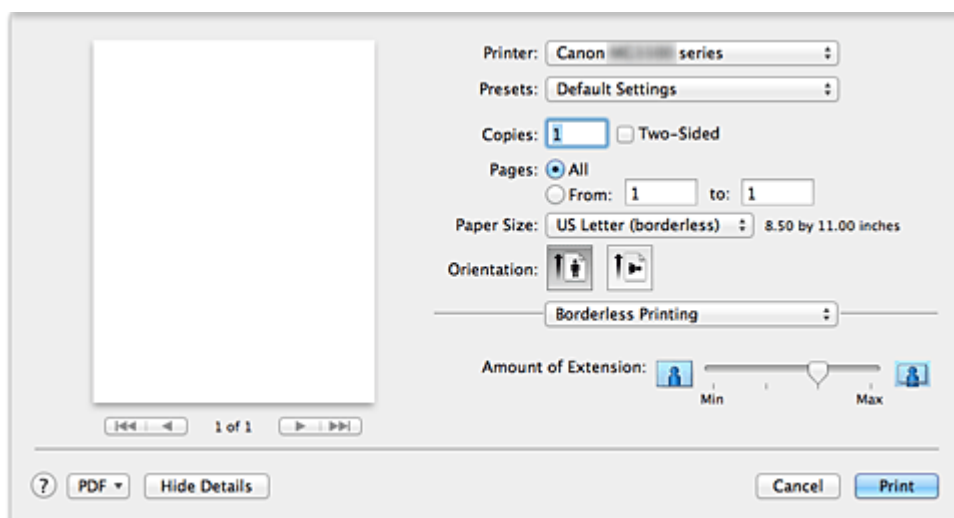 Printer: Canon series
Presets: Default Settings
Copies: 1 Two-Sided
Pages: All
From: 1 to: 1
Paper Size: US Letter (borderless) 8.50 by 11.00 inches
Orientation:
Borderless Printing
Amount of Extension:
Min Max
1 of 1
? PDF Hide Details Cancel Print